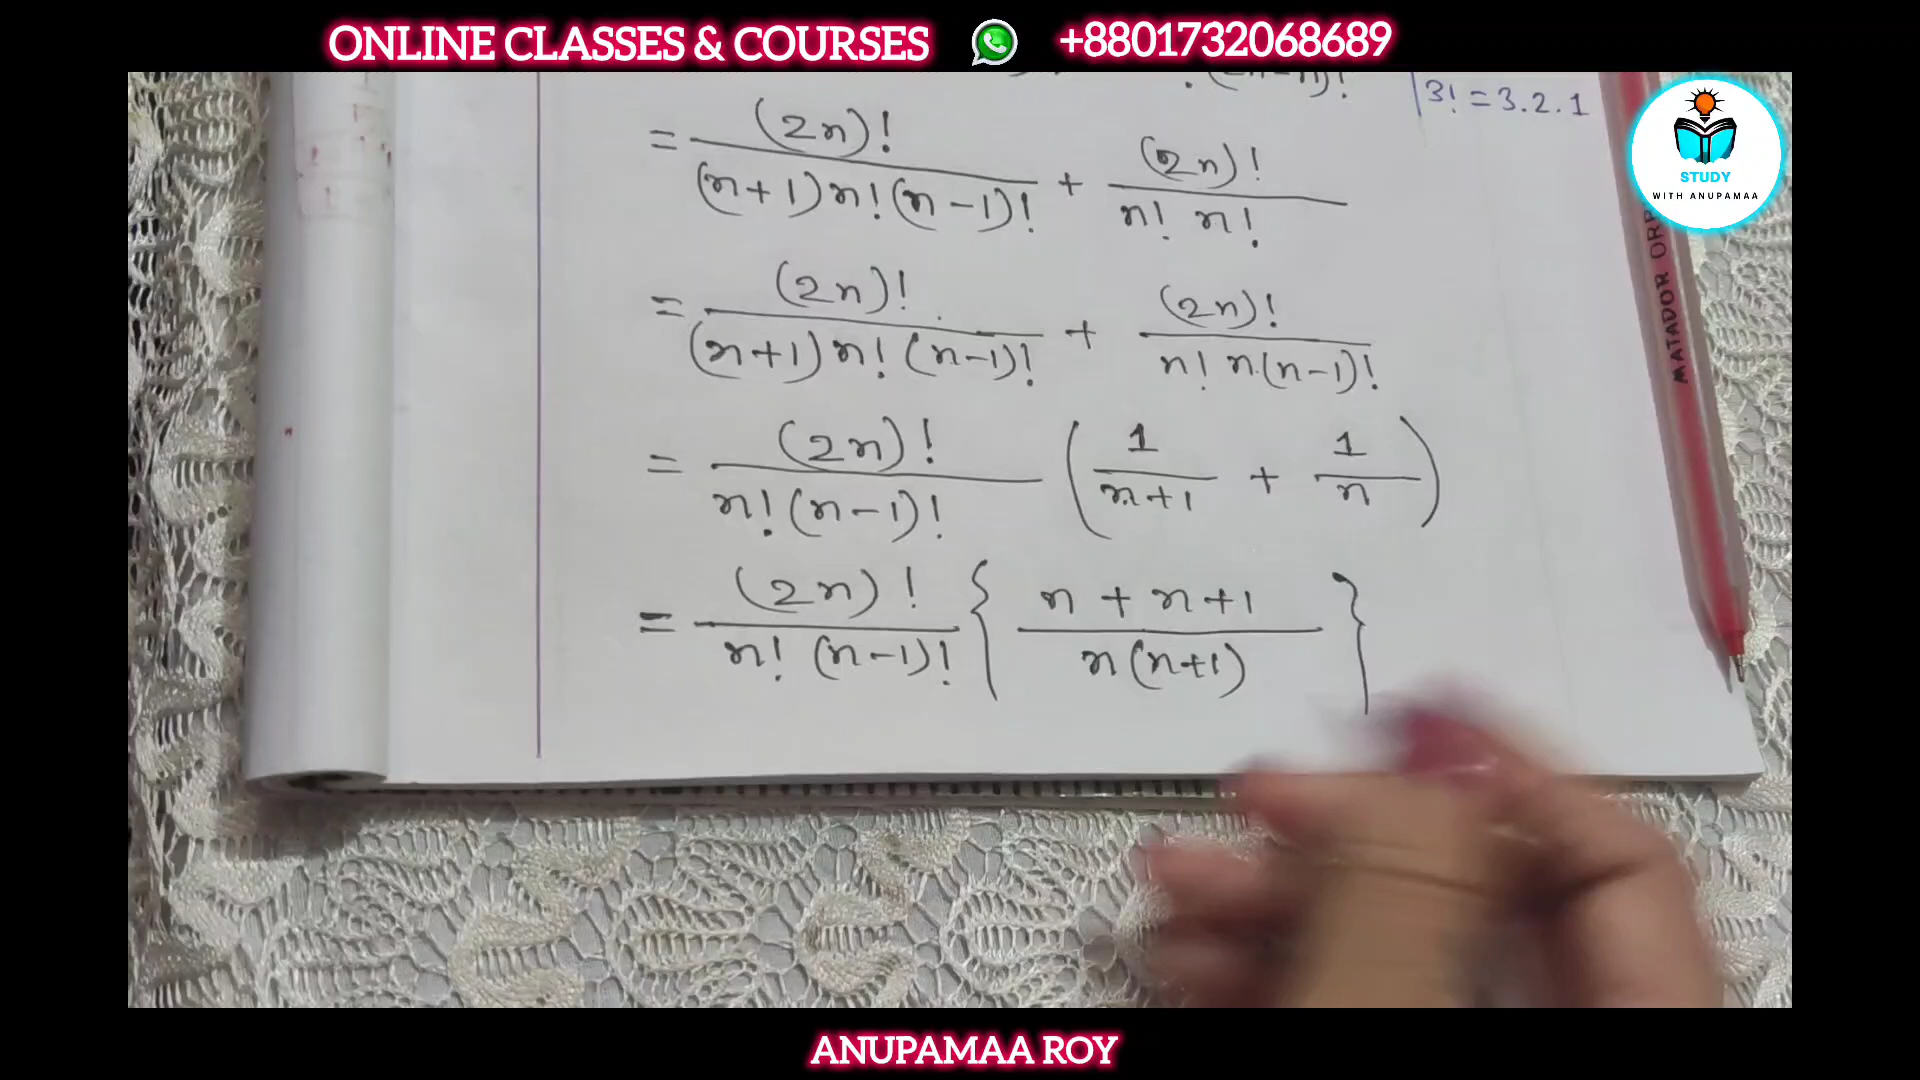 ONLINE CLASSES & COURSES +8801732068689
3! = 3.2.1
= (2n)! / (n+1)n!(n-1)! + (2n)! / n! n!
= (2n)! / (n+1)n!(n-1)! + (2n)! / n! n(n-1)!
= (2n)! / n!(n-1)! (1/n+1 + 1/n)
= (2n)! / n!(n-1)! {n+n+1 / n(n+1)}
STUDY
WITH ANUPAMAA
MATADOR
ANUPAMAA ROY